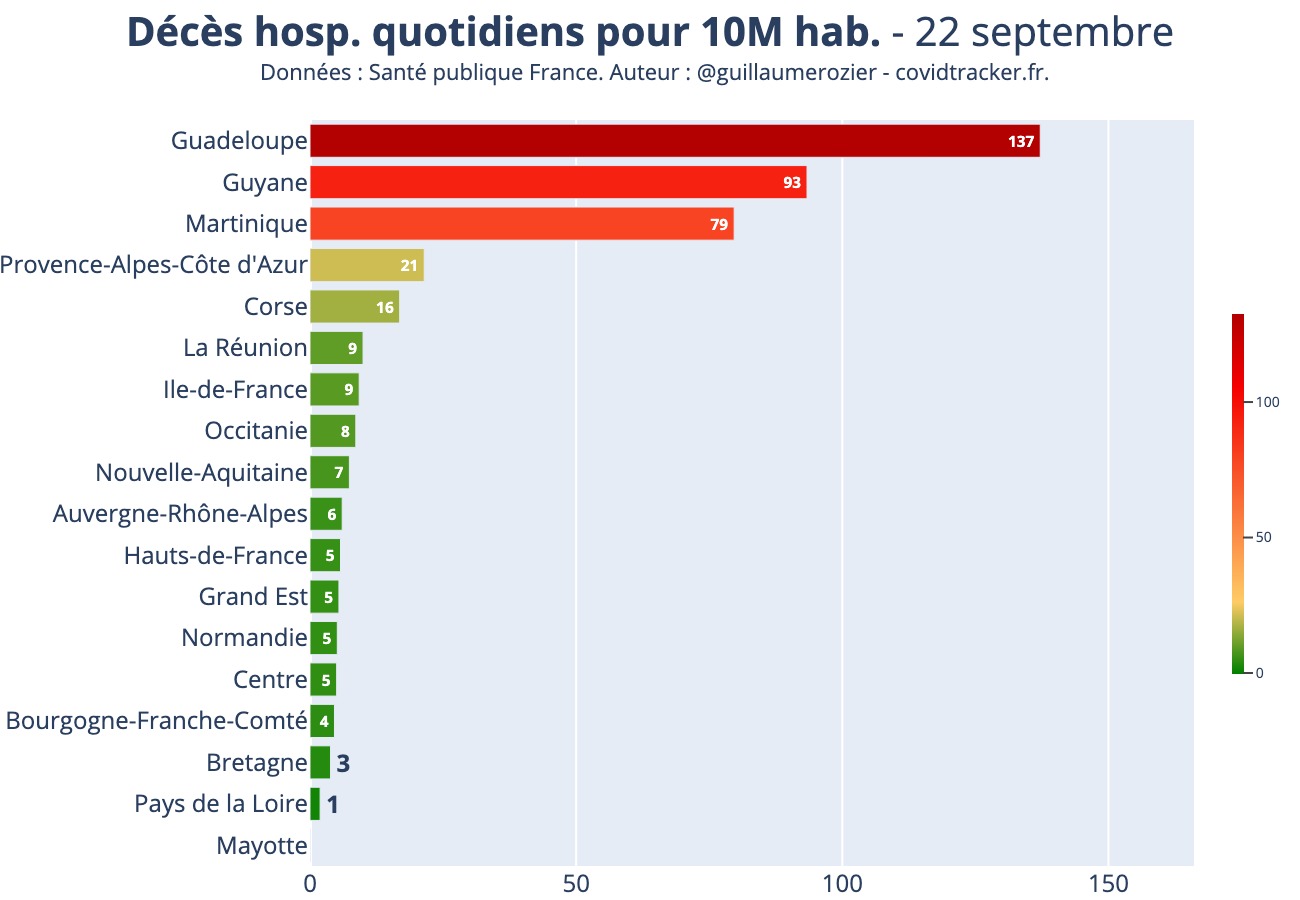 Décès hosp. quotidiens pour 10M hab. - 22 septembre
Données : Santé publique France. Auteur : @guillaumerozier - covidtracker.fr.
Guadeloupe 137
Guyane 93
Martinique 79
Provence-Alpes-Côte d'Azur 21
Corse 16
La Réunion 9
Ile-de-France 9
Occitanie 8
Nouvelle-Aquitaine 7
Auvergne-Rhône-Alpes 6
Hauts-de-France 5
Grand Est 5
Normandie 5
Centre 5
Bourgogne-Franche-Comté 4
Bretagne 3
Pays de la Loire 1
Mayotte
0 50 100 150
100
50
0